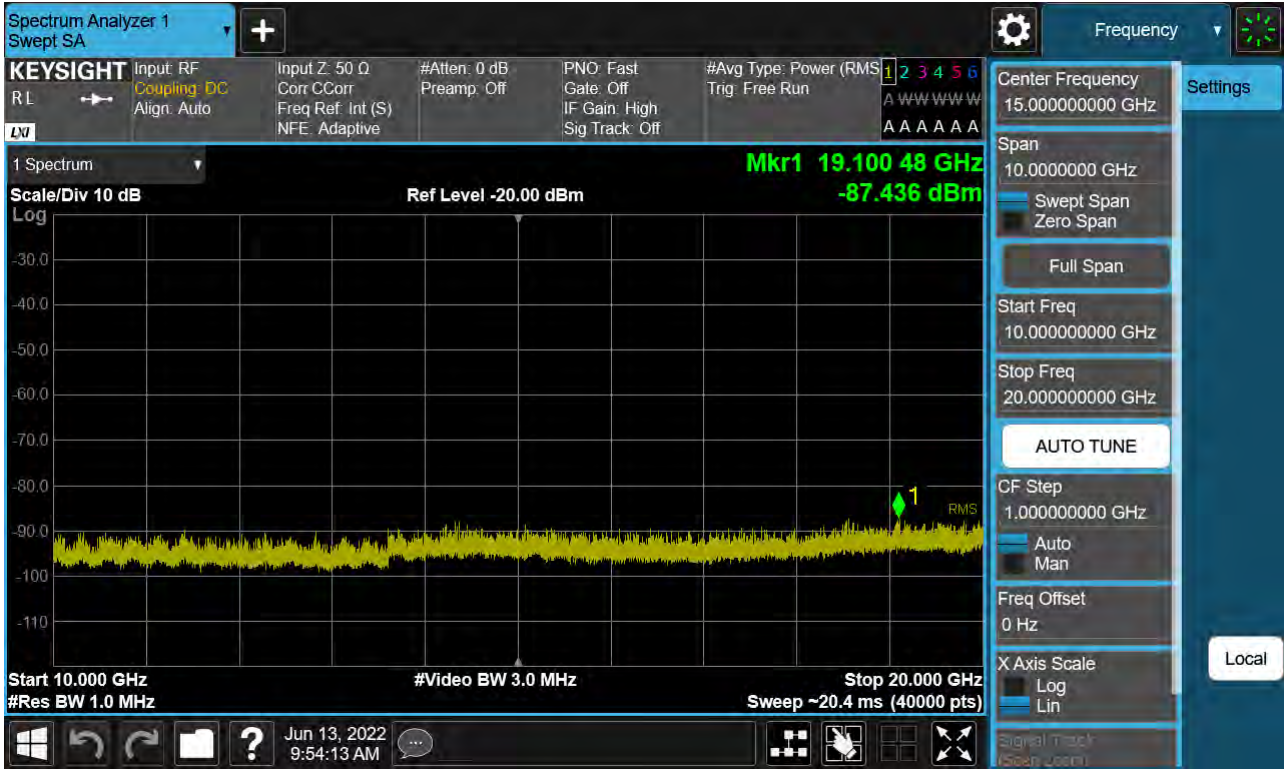 Spectrum Analyzer 1
Swept SA
Frequency
KEYSIGHT
RL
LXI
Input: RF
Coupling: DC
Align: Auto
Input Z: 50 Ω
Corr CCorr
Freq Ref: Int (S)
NFE: Adaptive
#Atten: 0 dB
Preamp: Off
PNO: Fast
Gate: Off
IF Gain: High
Sig Track: Off
#Avg Type: Power (RMS
Trig: Free Run
1 2 3 4 5 6
A W W W W W
A A A A A A
1 Spectrum
Scale/Div 10 dB
Log
Ref Level -20.00 dBm
Mkr1 19.100 48 GHz
-87.436 dBm
-30.0
-40.0
-50.0
-60.0
-70.0
-80.0
-90.0
-100
-110
1
RMS
Start 10.000 GHz
#Res BW 1.0 MHz
#Video BW 3.0 MHz
Stop 20.000 GHz
Sweep ~20.4 ms (40000 pts)
Center Frequency
15.000000000 GHz
Span
10.0000000 GHz
Swept Span
Zero Span
Full Span
Start Freq
10.000000000 GHz
Stop Freq
20.000000000 GHz
AUTO TUNE
CF Step
1.000000000 GHz
Auto
Man
Freq Offset
0 Hz
X Axis Scale
Log
Lin
Signal Track
(Span Zoom)
Settings
Local
?
Jun 13, 2022
9:54:13 AM